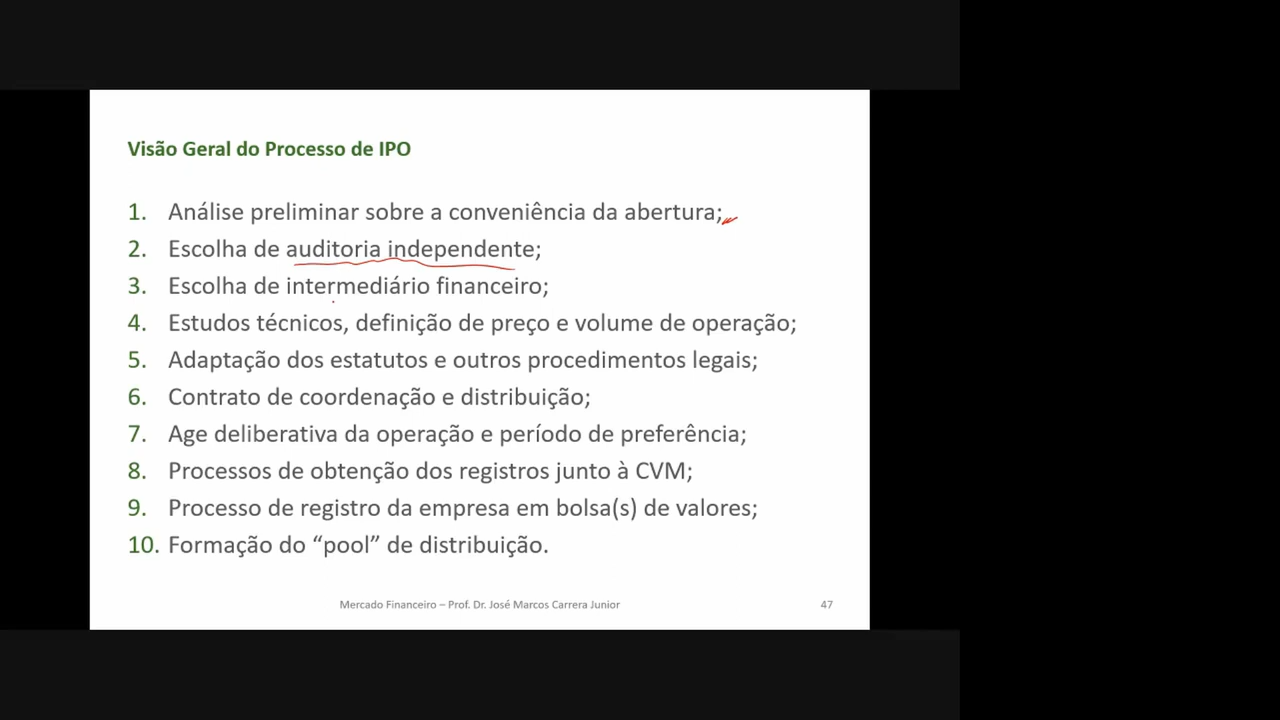 Visão Geral do Processo de IPO
1. Análise preliminar sobre a conveniência da abertura;
2. Escolha de auditoria independente;
3. Escolha de intermediário financeiro;
4. Estudos técnicos, definição de preço e volume de operação;
5. Adaptação dos estatutos e outros procedimentos legais;
6. Contrato de coordenação e distribuição;
7. Age deliberativa da operação e período de preferência;
8. Processos de obtenção dos registros junto à CVM;
9. Processo de registro da empresa em bolsa(s) de valores;
10. Formação do “pool” de distribuição.
Mercado Financeiro – Prof. Dr. José Marcos Carrera Junior
47